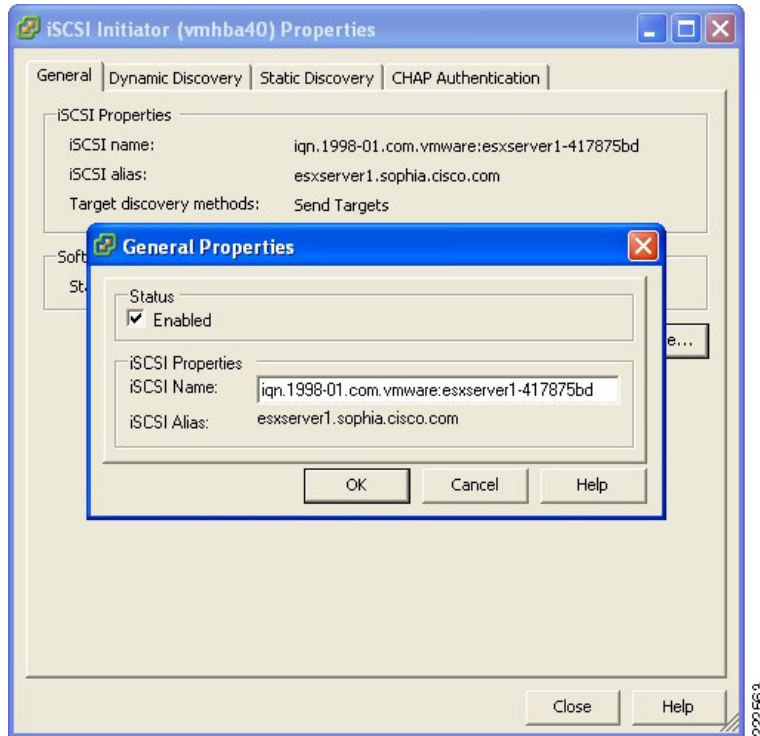 iSCSI Initiator (vmhba40) Properties
General Dynamic Discovery Static Discovery CHAP Authentication
iSCSI Properties
iSCSI name: iqn.1998-01.com.vmware:esxserver1-417875bd
iSCSI alias: esxserver1.sophia.cisco.com
Target discovery methods: Send Targets
General Properties
Status
Enabled
iSCSI Properties
iSCSI Name: iqn.1998-01.com.vmware:esxserver1-417875bd
iSCSI Alias: esxserver1.sophia.cisco.com
OK Cancel Help
Close Help